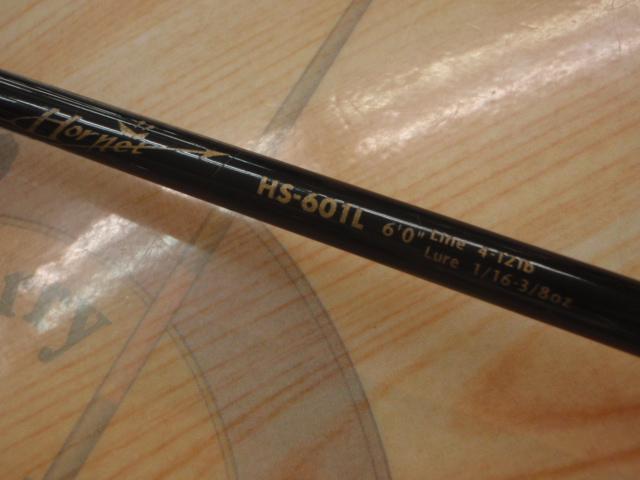 Hornet
HS-601L 6'0" Line 4-12lb
Lure 1/16-3/8oz